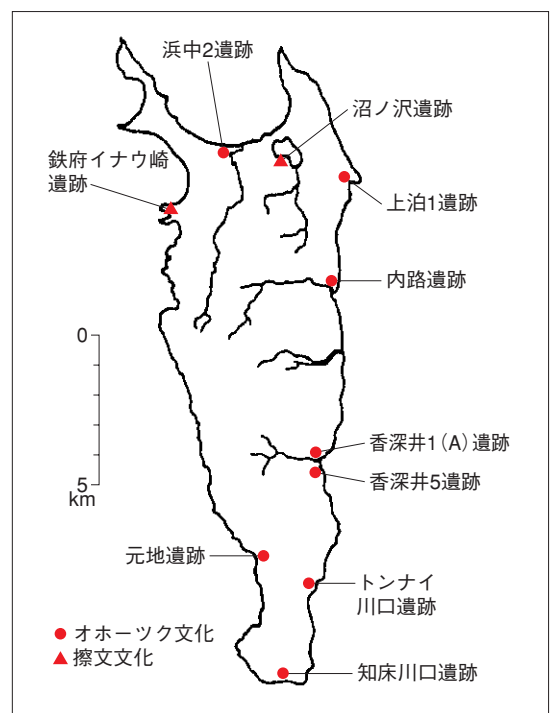 浜中2遺跡
沼ノ沢遺跡
鉄府イナウ崎
遺跡
上泊1遺跡
内路遺跡
0
香深井1(A)遺跡
香深井5遺跡
5
km
元地遺跡
トンナイ
川口遺跡
オホーツク文化
擦文文化
知床川口遺跡